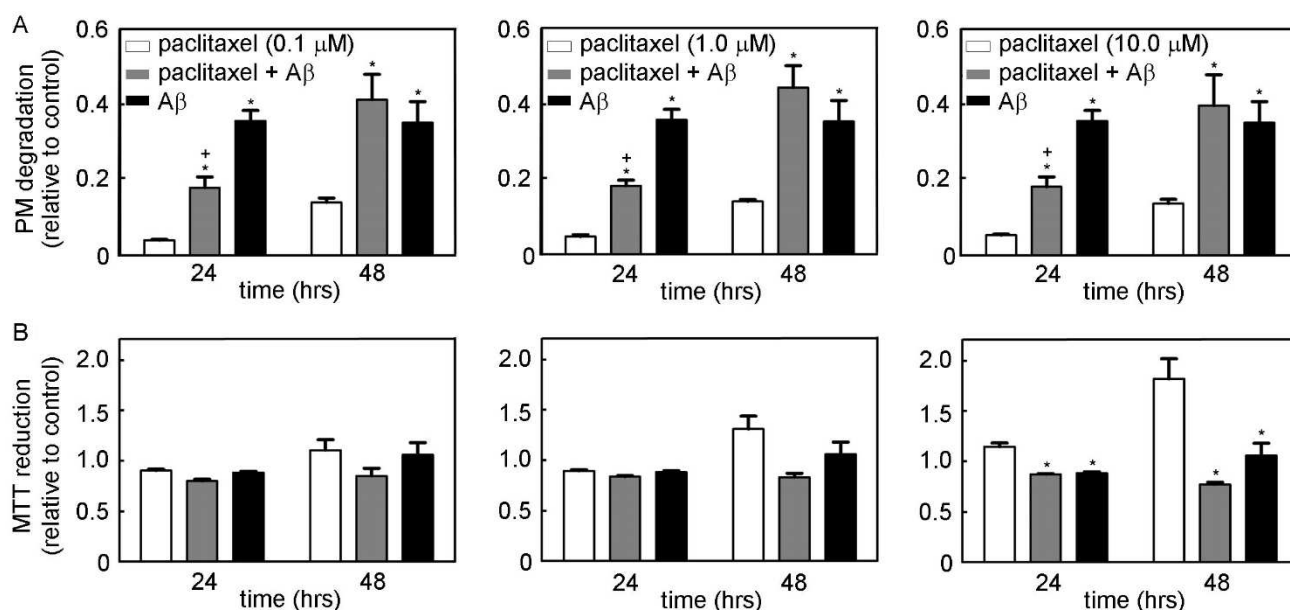 A
PM degradation
(relative to control)
0.6
0.4
0.2
0
paclitaxel (0.1 μM)
paclitaxel + Aβ
Aβ
+
*
*
*
*
24
48
time (hrs)
0.6
0.4
0.2
0
paclitaxel (1.0 μM)
paclitaxel + Aβ
Aβ
+
*
*
*
*
24
48
time (hrs)
0.6
0.4
0.2
0
paclitaxel (10.0 μM)
paclitaxel + Aβ
Aβ
+
*
*
*
*
24
48
time (hrs)
B
MTT reduction
(relative to control)
2.0
1.5
1.0
0.5
0
24
48
time (hrs)
2.0
1.5
1.0
0.5
0
24
48
time (hrs)
2.0
1.5
1.0
0.5
0
*
*
*
*
24
48
time (hrs)